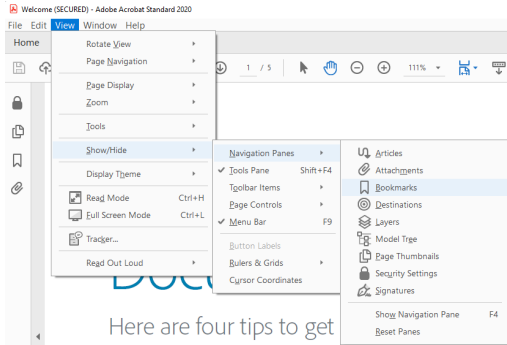 Welcome (SECURED) - Adobe Acrobat Standard 2020
File Edit View Window Help
Home
1 / 5
111%
Rotate View
Page Navigation
Page Display
Zoom
Tools
Show/Hide
Display Theme
Read Mode Ctrl+H
Full Screen Mode Ctrl+L
Tracker...
Read Out Loud
Navigation Panes
Tools Pane Shift+F4
Toolbar Items
Page Controls
Menu Bar F9
Button Labels
Rulers & Grids
Cursor Coordinates
Articles
Attachments
Bookmarks
Destinations
Layers
Model Tree
Page Thumbnails
Security Settings
Signatures
Show Navigation Pane F4
Reset Panes
Here are four tips to get